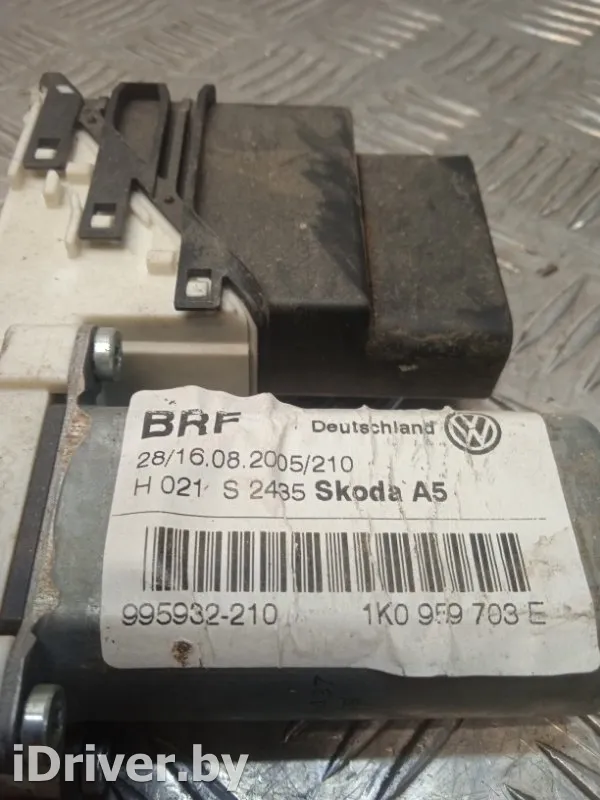 BRF Deutschland
28/16.08.2005/210
H 021 S 2435 Skoda A5
995932-210 1K0 959 703 E
iDriver.by